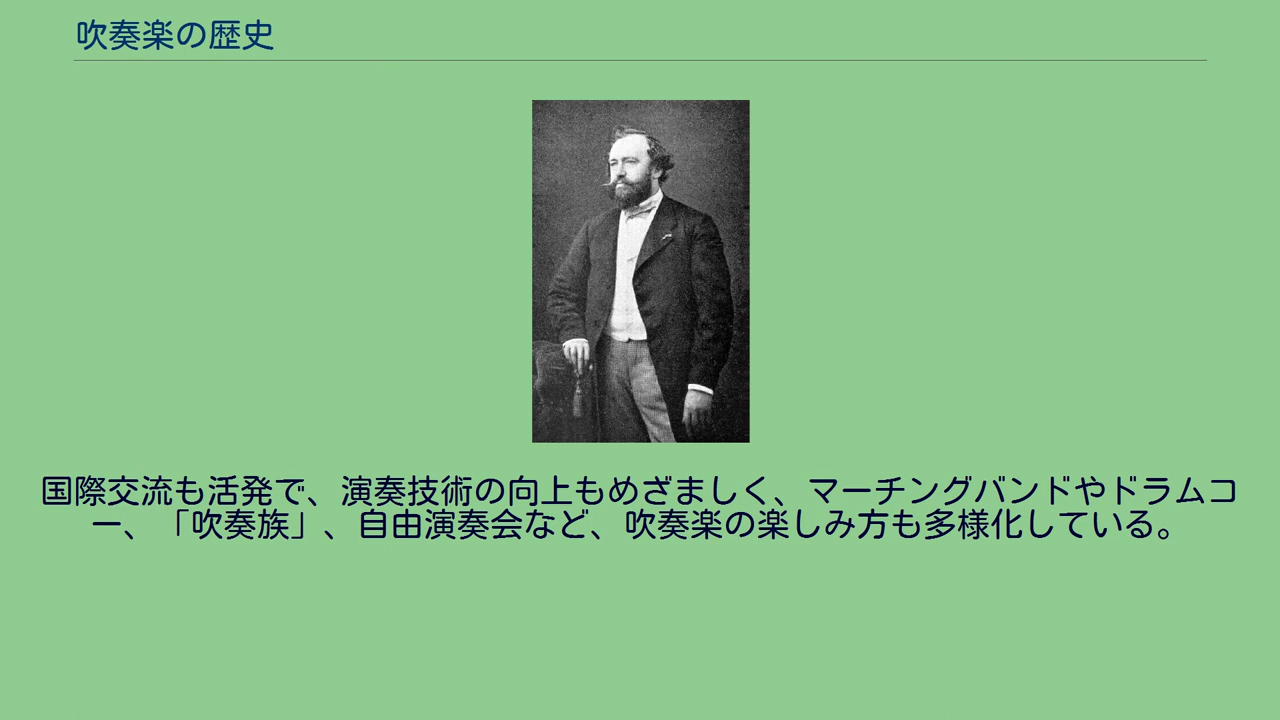 吹奏楽の歴史
国際交流も活発で、演奏技術の向上もめざましく、マーチングバンドやドラムコ
ー、「吹奏族」、自由演奏会など、吹奏楽の楽しみ方も多様化している。